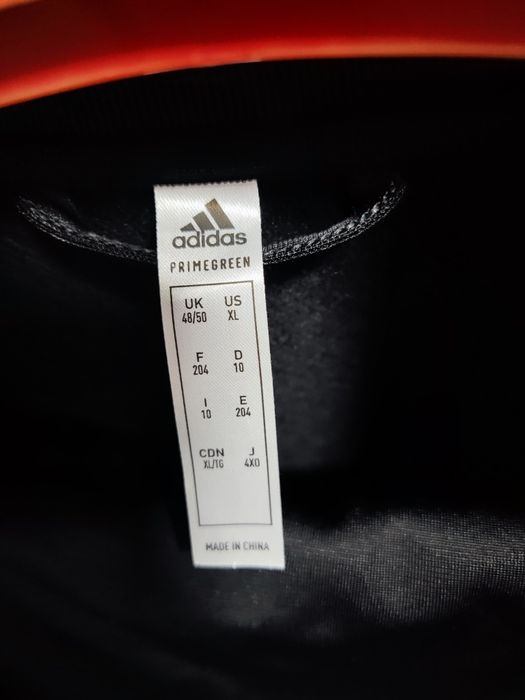 adidas
PRIMEGREEN
UK US
48/50 XL
F D
204 10
I E
10 204
CDN J
XL/TG 4XO
MADE IN CHINA